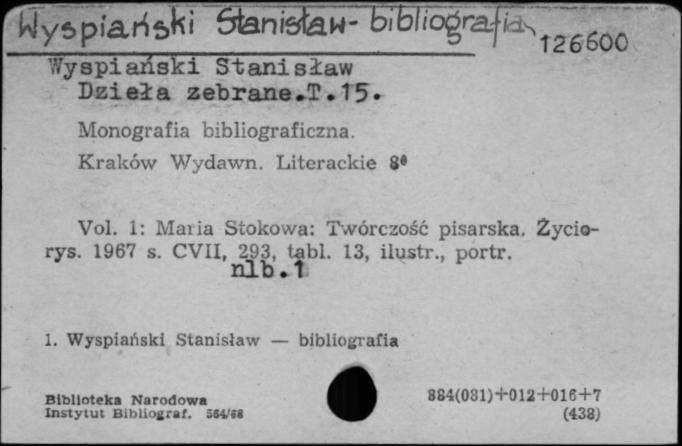 Wyspiański Stanisław - bibliografia
126600
Wyspiański Stanisław
Dzieła zebrane.T.15.
Monografia bibliograficzna.
Kraków Wydawn. Literackie 8°
Vol. 1: Maria Stokowa: Twórczość pisarska. Życio-
rys. 1967 s. CVII, 293, tabl. 13, ilustr., portr.
nlb.1
1. Wyspiański Stanisław — bibliografia
Biblioteka Narodowa
Instytut Bibliograf. 564/68
884(081)+012+016+7
(438)